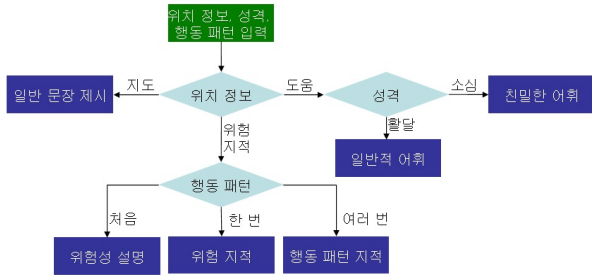 위치 정보, 성격,
행동 패턴 입력
일반 문장 제시
지도
위치 정보
도움
성격
소심
친밀한 어휘
위험
지적
활달
일반적 어휘
행동 패턴
처음
한 번
여러 번
위험성 설명
위험 지적
행동 패턴 지적